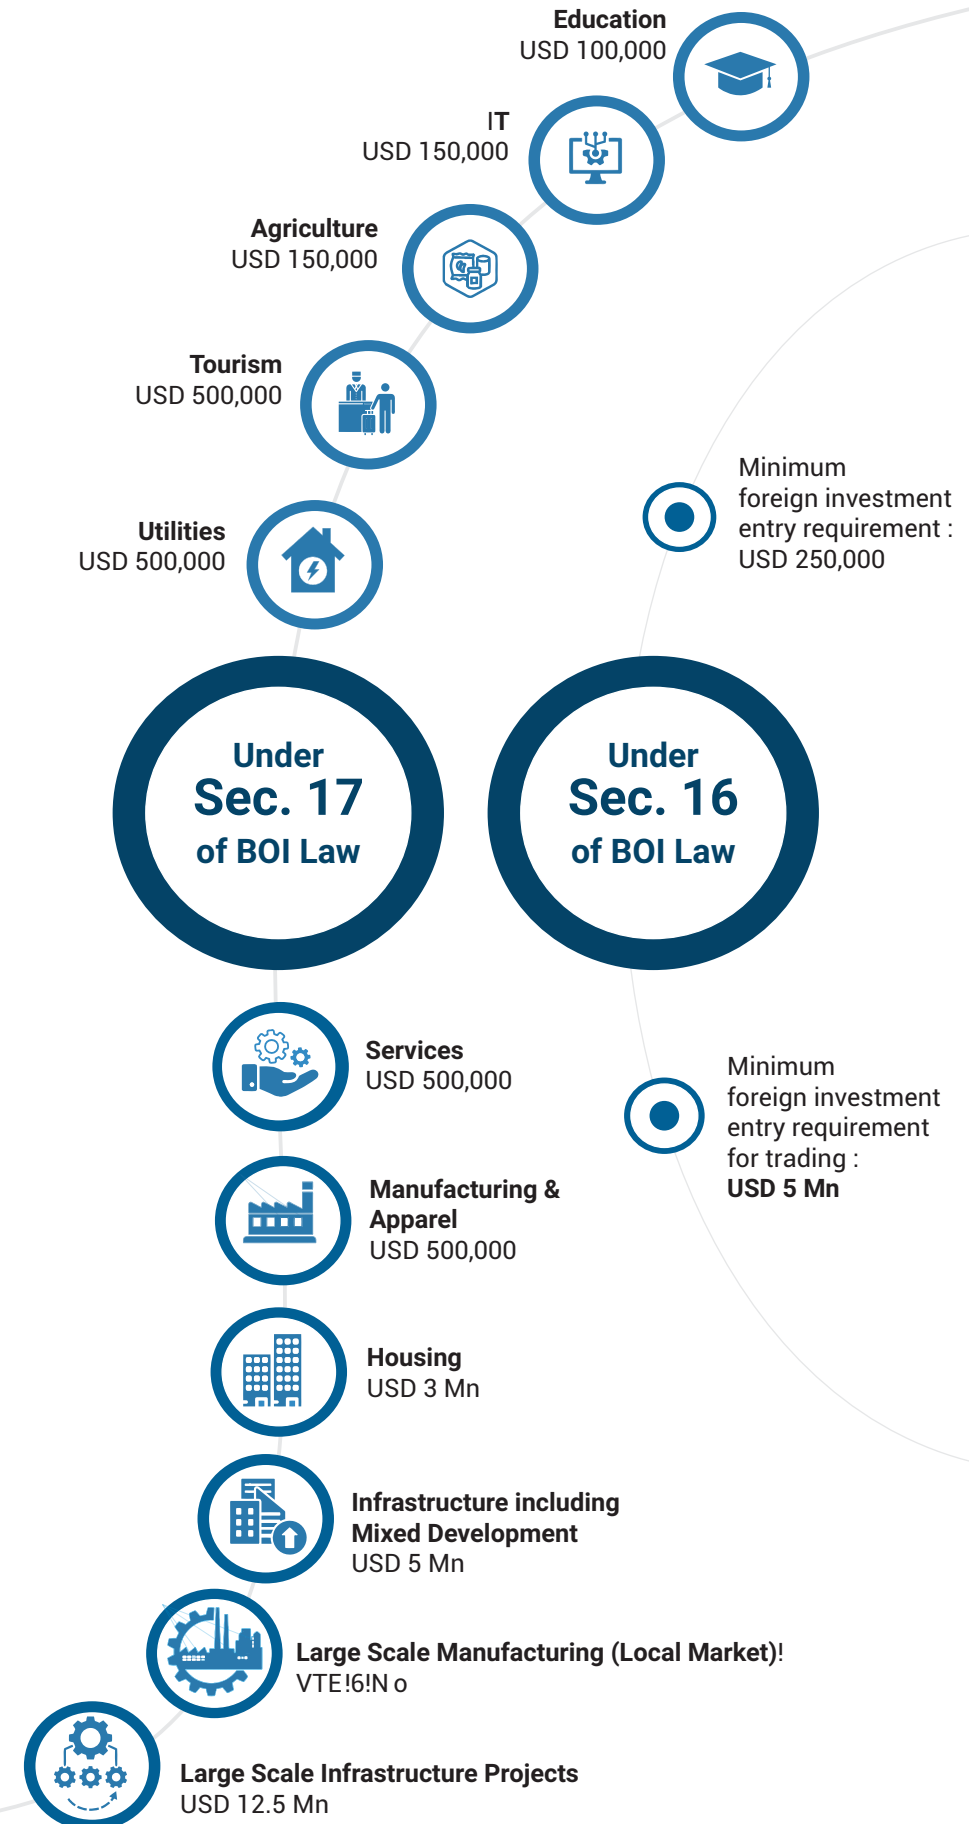 Education
USD 100,000
IT
USD 150,000
Agriculture
USD 150,000
Tourism
USD 500,000
Utilities
USD 500,000
Minimum
foreign investment
entry requirement :
USD 250,000
Under
Sec. 17
of BOI Law
Under
Sec. 16
of BOI Law
Services
USD 500,000
Manufacturing &
Apparel
USD 500,000
Housing
USD 3 Mn
Infrastructure including
Mixed Development
USD 5 Mn
Large Scale Manufacturing (Local Market)!
VTE!6!N o
Large Scale Infrastructure Projects
USD 12.5 Mn
Minimum
foreign investment
entry requirement
for trading :
USD 5 Mn